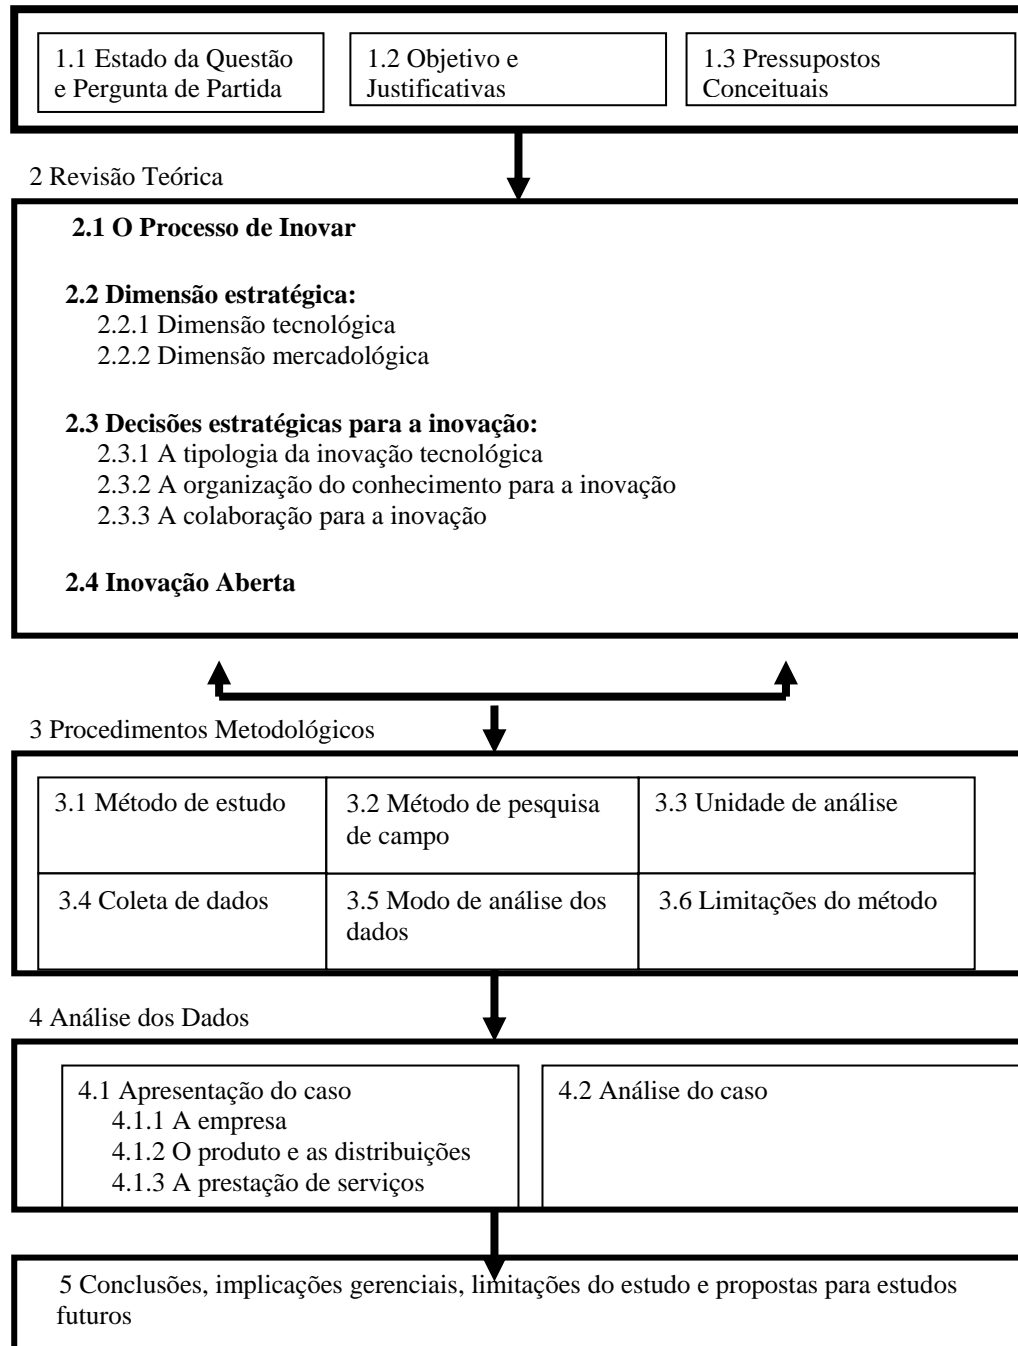 1.1 Estado da Questão
e Pergunta de Partida
1.2 Objetivo e
Justificativas
1.3 Pressupostos
Conceituais
2 Revisão Teórica
2.1 O Processo de Inovar
2.2 Dimensão estratégica:
2.2.1 Dimensão tecnológica
2.2.2 Dimensão mercadológica
2.3 Decisões estratégicas para a inovação:
2.3.1 A tipologia da inovação tecnológica
2.3.2 A organização do conhecimento para a inovação
2.3.3 A colaboração para a inovação
2.4 Inovação Aberta
3 Procedimentos Metodológicos
3.1 Método de estudo
3.2 Método de pesquisa
de campo
3.3 Unidade de análise
3.4 Coleta de dados
3.5 Modo de análise dos
dados
3.6 Limitações do método
4 Análise dos Dados
4.1 Apresentação do caso
4.1.1 A empresa
4.1.2 O produto e as distribuições
4.1.3 A prestação de serviços
4.2 Análise do caso
5 Conclusões, implicações gerenciais, limitações do estudo e propostas para estudos
futuros